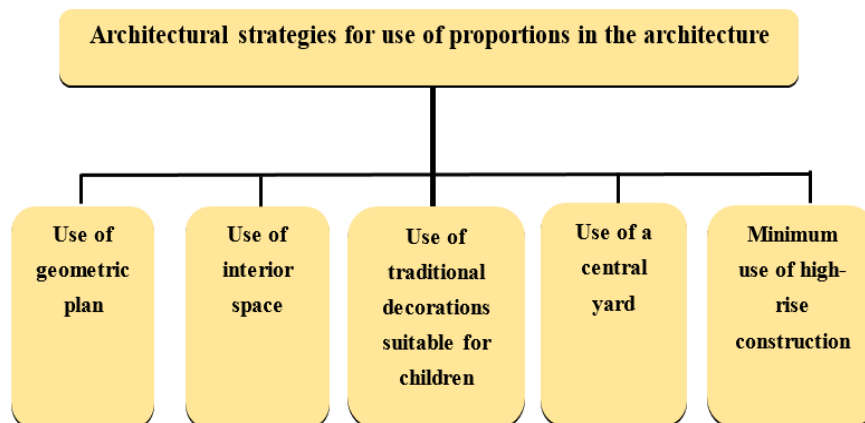 Architectural strategies for use of proportions in the architecture
Use of
geometric
plan
Use of
interior
space
Use of
traditional
decorations
suitable for
children
Use of a
central
yard
Minimum
use of high-
rise
construction